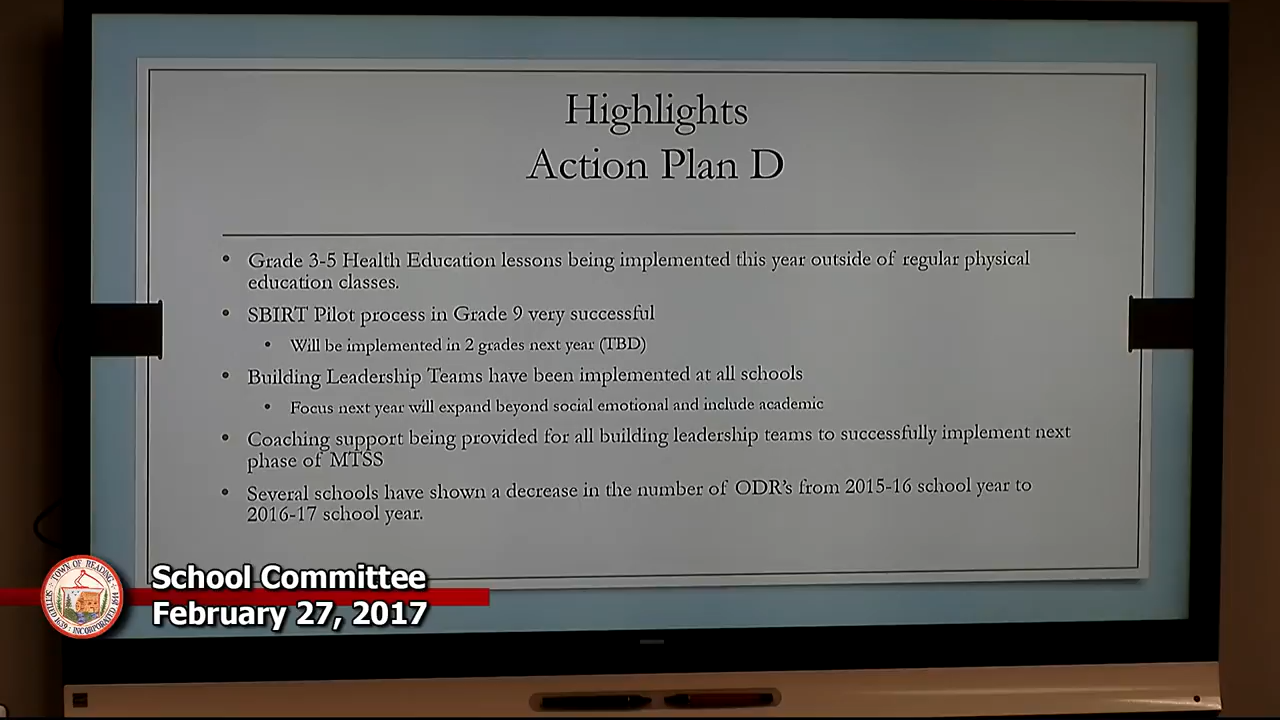 Highlights
Action Plan D
• Grade 3-5 Health Education lessons being implemented this year outside of regular physical
education classes.
• SBIRT Pilot process in Grade 9 very successful
• Will be implemented in 2 grades next year (TBD)
• Building Leadership Teams have been implemented at all schools
• Focus next year will expand beyond social emotional and include academic
• Coaching support being provided for all building leadership teams to successfully implement next
phase of MTSS
• Several schools have shown a decrease in the number of ODR's from 2015-16 school year to
2016-17 school year.
School Committee
February 27, 2017
TOWN OF READING
INCORPORATED